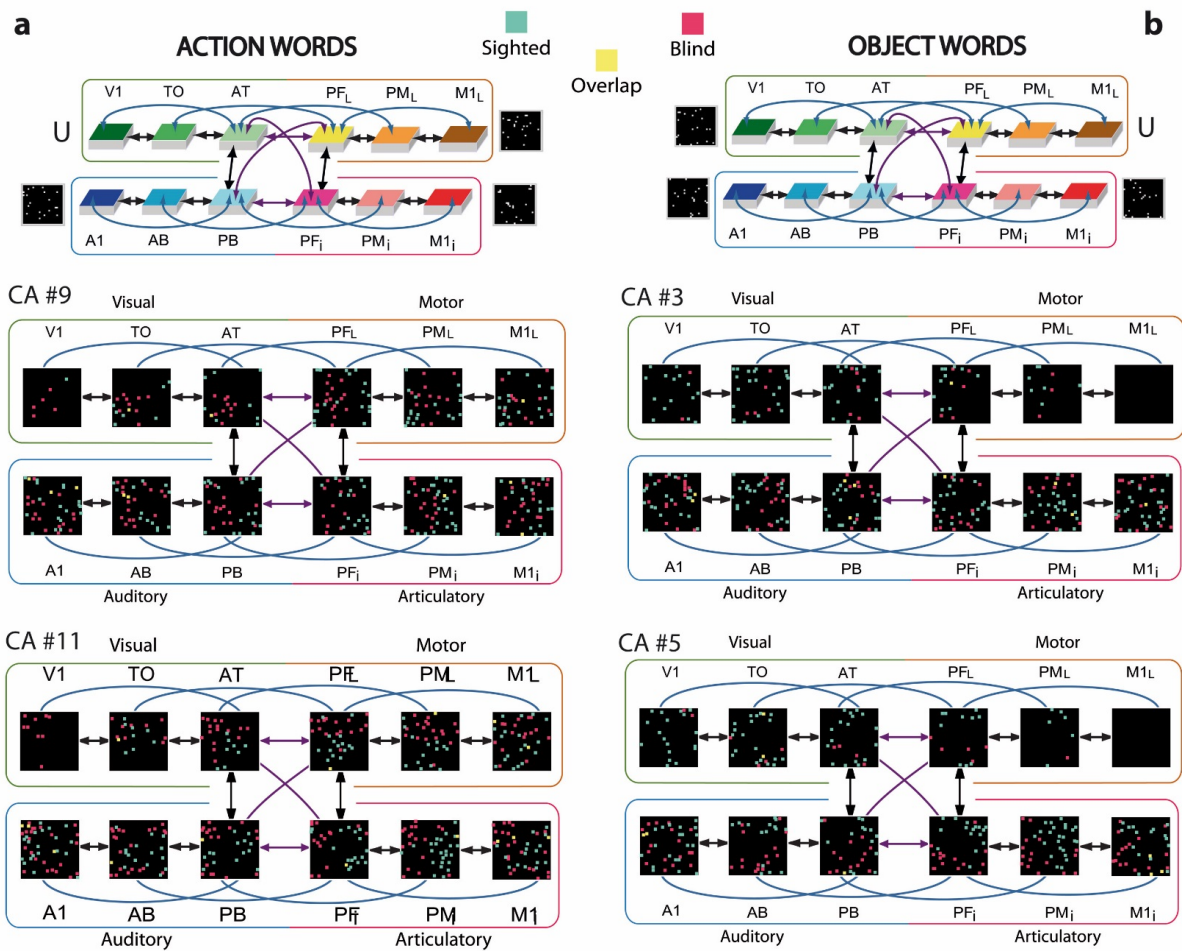 a
Sighted
Blind
b
ACTION WORDS
Overlap
OBJECT WORDS
V1 TO AT PFL PML M1L
V1 TO AT PFL PML M1L
U
U
A1 AB PB PFi PMi M1i
A1 AB PB PFi PMi M1i
CA #9 Visual Motor
V1 TO AT PFL PML M1L
A1 AB PB PFi PMi M1i
Auditory Articulatory
CA #3 Visual Motor
V1 TO AT PFL PML M1L
A1 AB PB PFi PMi M1i
Auditory Articulatory
CA #11 Visual Motor
V1 TO AT PFL PML M1L
A1 AB PB PFi PMi M1i
Auditory Articulatory
CA #5 Visual Motor
V1 TO AT PFL PML M1L
A1 AB PB PFi PMi M1i
Auditory Articulatory